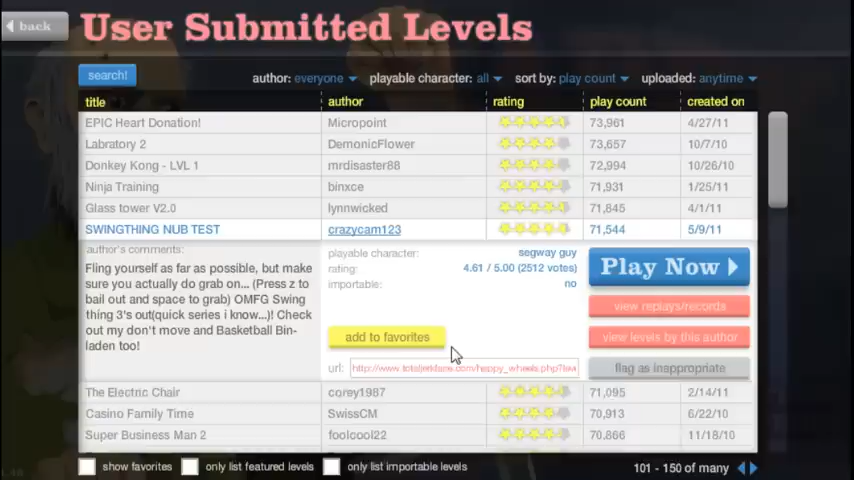 back
User Submitted Levels
search!
author: everyone playable character: all sort by: play count uploaded: anytime
title author rating play count created on
EPIC Heart Donation! Micropoint 73,961 4/27/11
Labratory 2 DemonicFlower 73,657 10/7/10
Donkey Kong - LVL 1 mrdisaster88 72,994 10/26/10
Ninja Training binxce 71,931 1/25/11
Glass tower V2.0 lynnwicked 71,845 4/1/11
SWINGTHING NUB TEST crazycam123 71,544 5/9/11
author's comments:
Fling yourself as far as possible, but make
sure you actually do grab on... (Press z to
bail out and space to grab) OMFG Swing
thing 3's out(quick series i know...)! Check
out my don't move and Basketball Bin-
laden too!
playable character: segway guy
rating: 4.61 / 5.00 (2512 votes)
importable: no
add to favorites
url: http://www.totaljerkface.com/happy_wheels.php?lev
Play Now
view replays/records
view levels by this author
flag as inappropriate
The Electric Chair corey1987 71,095 2/14/11
Casino Family Time SwissCM 70,913 6/22/10
Super Business Man 2 foolcool22 70,866 11/18/10
show favorites only list featured levels only list importable levels 101 - 150 of many